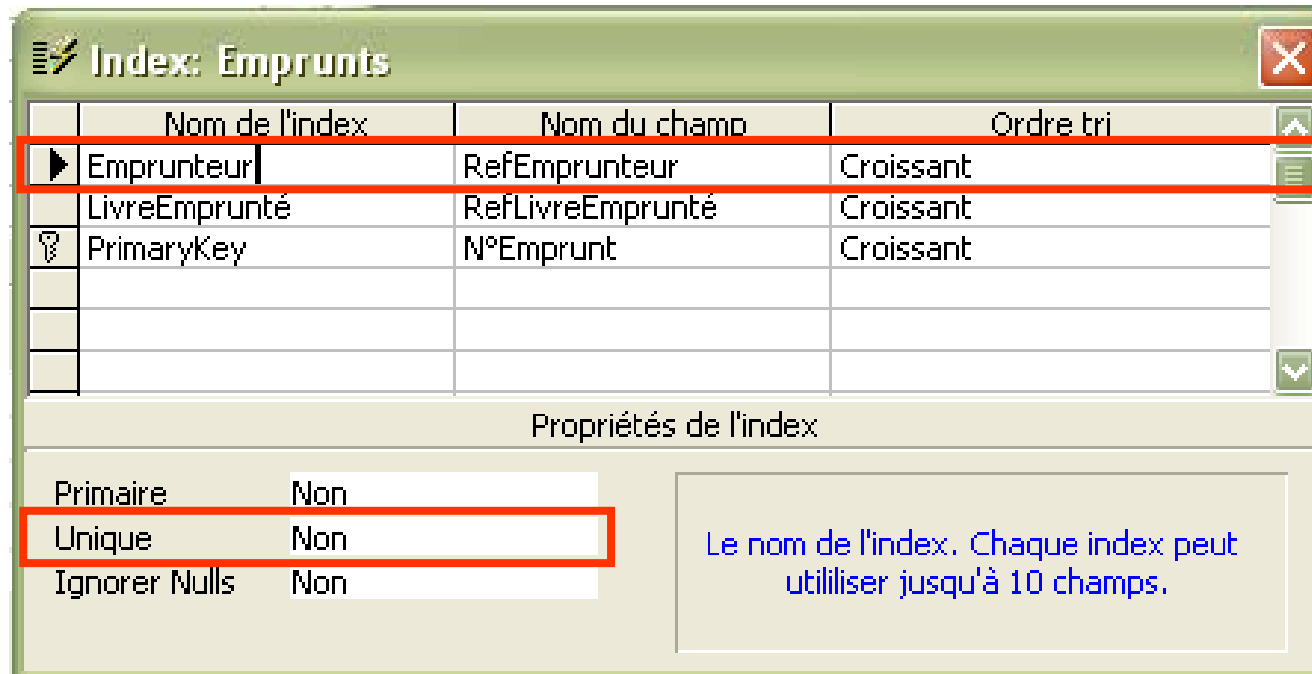 Index: Emprunts
Nom de l'index Nom du champ Ordre tri
Emprunteur RefEmprunteur Croissant
LivreEmprunté RefLivreEmprunté Croissant
PrimaryKey N°Emprunt Croissant
Propriétés de l'index
Primaire Non
Unique Non
Ignorer Nulls Non
Le nom de l'index. Chaque index peut
utililiser jusqu'à 10 champs.